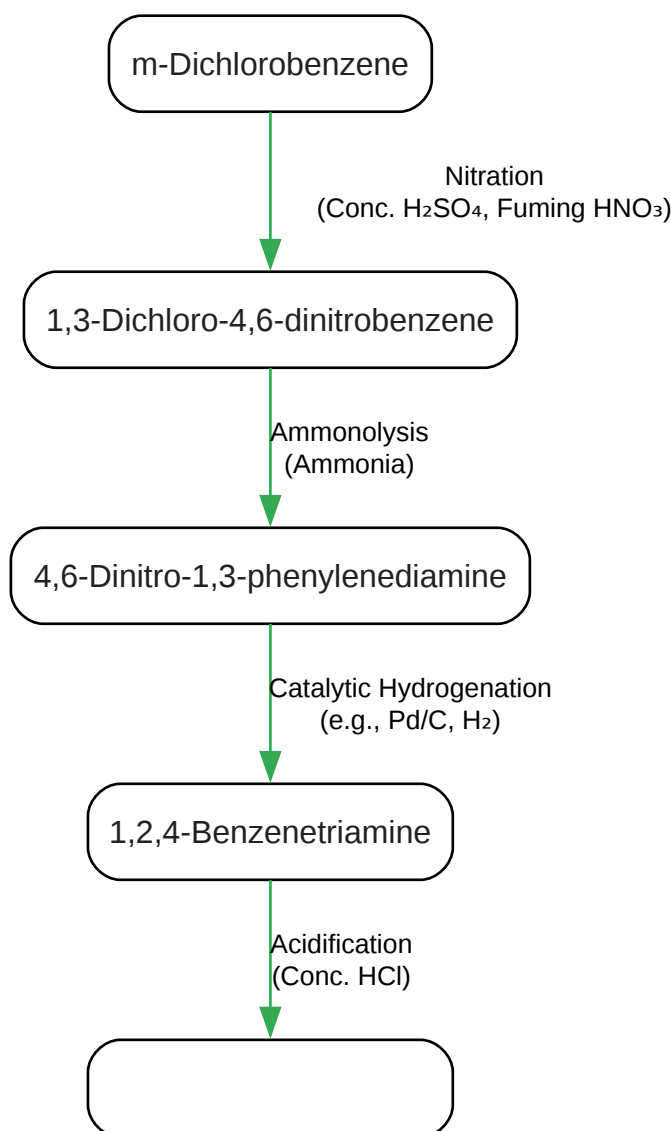 m-Dichlorobenzene
Nitration
(Conc. H₂SO₄, Fuming HNO₃)
1,3-Dichloro-4,6-dinitrobenzene
Ammonolysis
(Ammonia)
4,6-Dinitro-1,3-phenylenediamine
Catalytic Hydrogenation
(e.g., Pd/C, H₂)
1,2,4-Benzenetriamine
Acidification
(Conc. HCl)